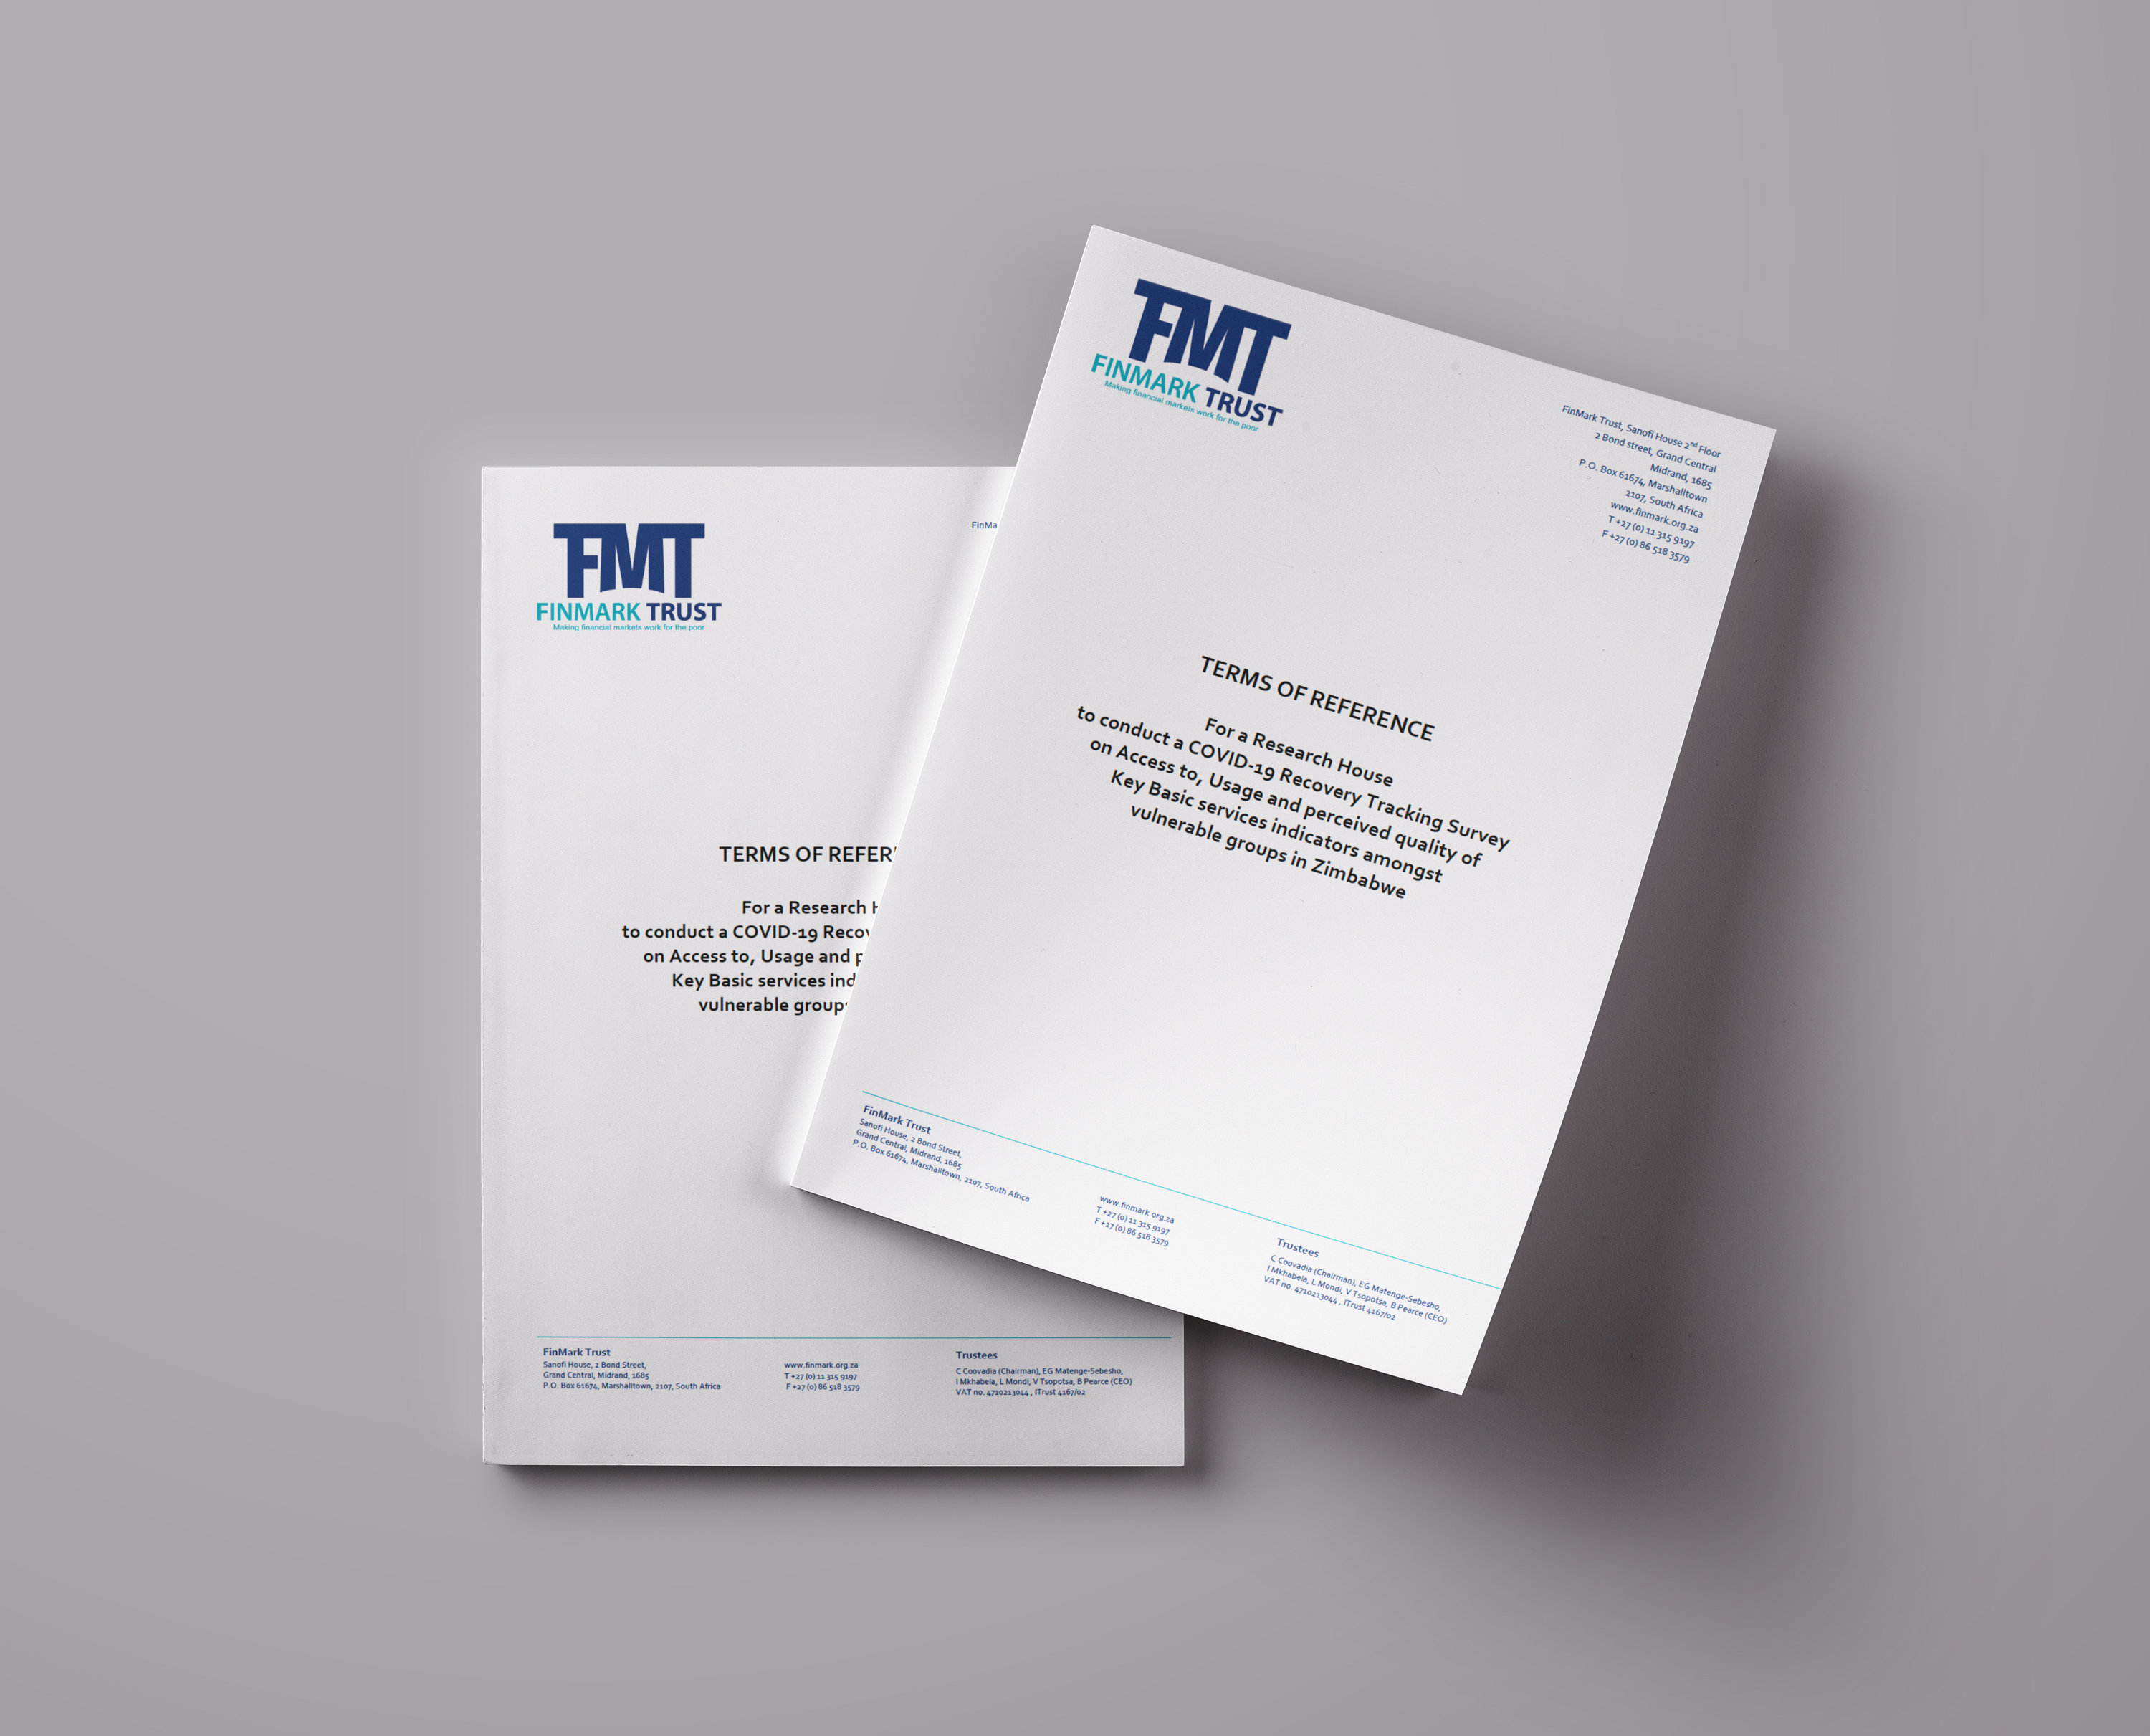 FMT
FINMARK TRUST
Making financial markets work for the poor
FinMa
TERMS OF REFER
For a Research H
to conduct a COVID-19 Recov
on Access to, Usage and p
Key Basic services ind
vulnerable groups
FinMark Trust
Sanofi House, 2 Bond Street,
Grand Central, Midrand, 1685
P.O. Box 61674, Marshalltown, 2107, South Africa
www.finmark.org.za
T +27 (0) 11 315 9197
F +27 (0) 86 518 3579
Trustees
C Coovadia (Chairman), EG Matenge-Sebesho,
I Mkhabela, L Mondi, V Tsopotsa, B Pearce (CEO)
VAT no. 4710213044 , ITrust 4167/02
FMT
FINMARK TRUST
Making financial markets work for the poor
FinMark Trust, Sanofi House 2nd Floor
2 Bond street, Grand Central
Midrand, 1685
P.O. Box 61674, Marshalltown
2107, South Africa
www.finmark.org.za
T +27 (0) 11 315 9197
F +27 (0) 86 518 3579
TERMS OF REFERENCE
For a Research House
to conduct a COVID-19 Recovery Tracking Survey
on Access to, Usage and perceived quality of
Key Basic services indicators amongst
vulnerable groups in Zimbabwe
FinMark Trust
Sanofi House, 2 Bond Street,
Grand Central, Midrand, 1685
P.O. Box 61674, Marshalltown, 2107, South Africa
www.finmark.org.za
T +27 (0) 11 315 9197
F +27 (0) 86 518 3579
Trustees
C Coovadia (Chairman), EG Matenge-Sebesho,
I Mkhabela, L Mondi, V Tsopotsa, B Pearce (CEO)
VAT no. 4710213044 , ITrust 4167/02